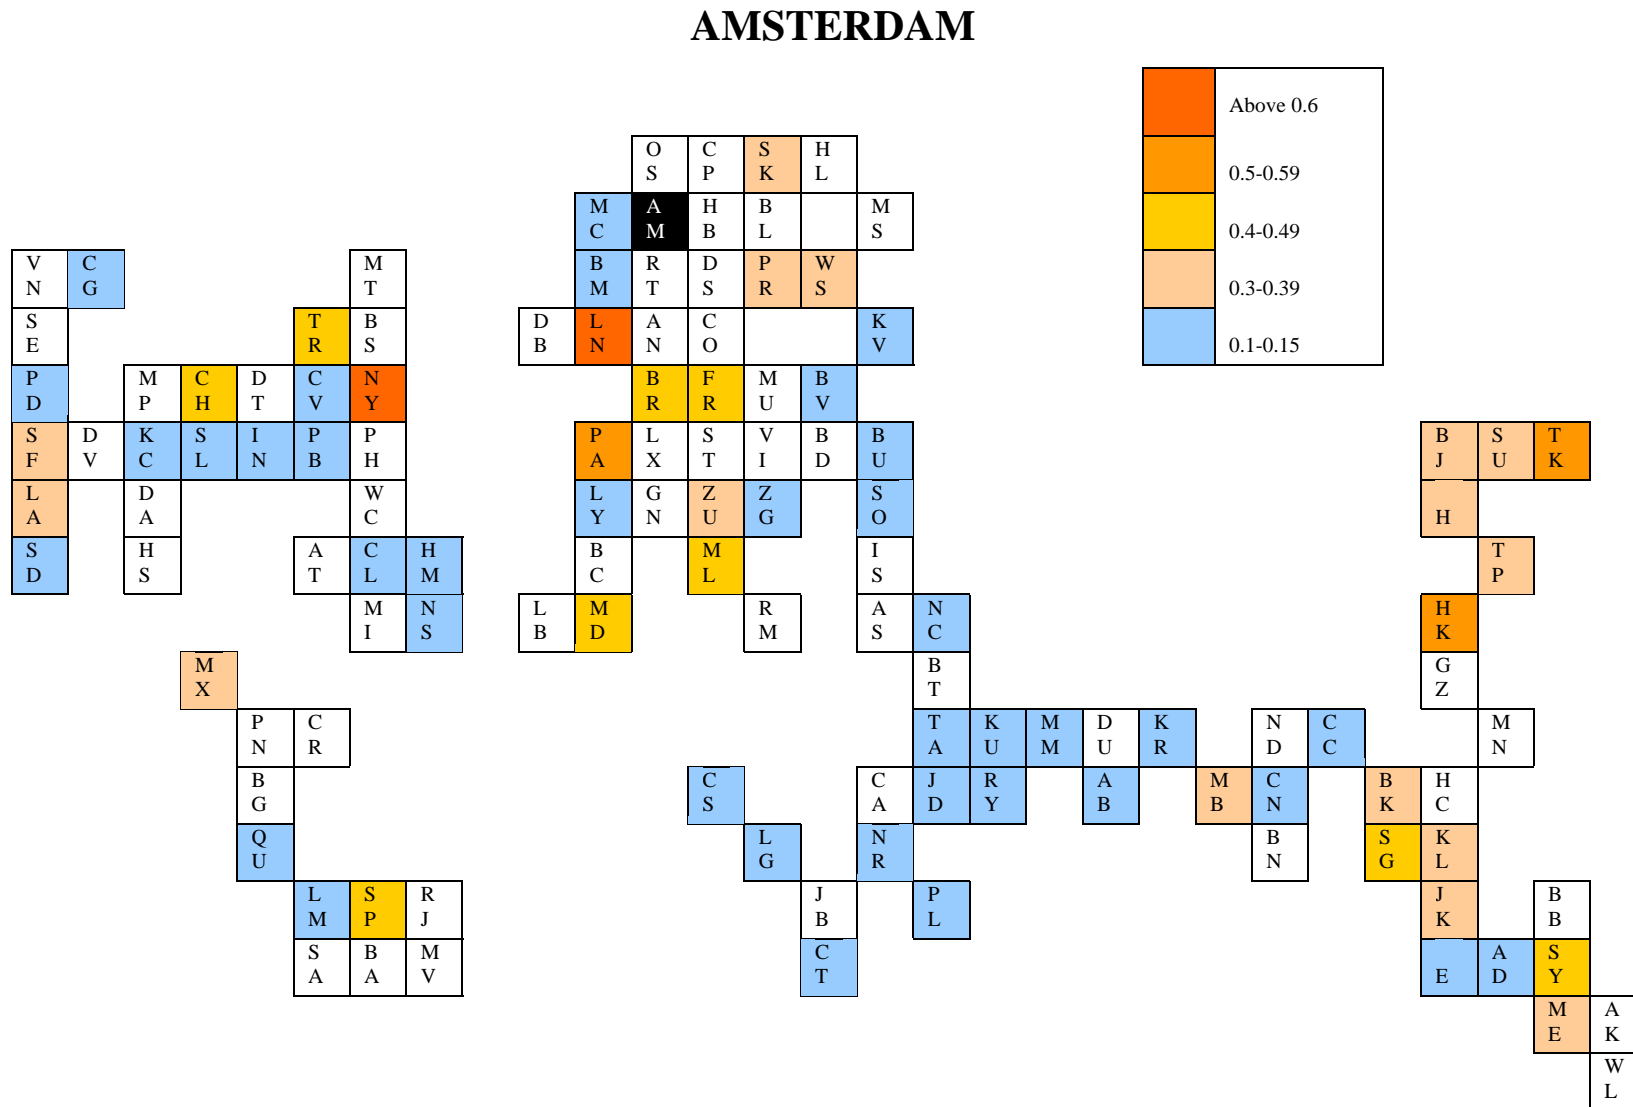 AMSTERDAM
Above 0.6
O C S H
S P K L 0.5-0.59
M A H B M
C M B L S 0.4-0.49
V C M B R D P W
N G T M T S R S 0.3-0.39
S T B D L A C K
E R S B N N O V 0.1-0.15
P M C D C N B F M B
D P H T V Y R R U V
S D K S I P P P L S V B B B S T
F V C L N B H A X T I D U J U K
L D W L G Z Z S
A A C Y N U G O H
S H A C H B M I T
D S T L M C L S P
M N L M R A N H
I S B D M S C K
M B G
X T Z
P C T K M D K N C M
N R A U M U R D C N
B C C J R A M C B H
G S A D Y B B N K C
Q L N B S K
U G R N G L
L S R J P J B
M P J B L K B
S B M C A S
A A V T E D Y
M A
E K
W
L